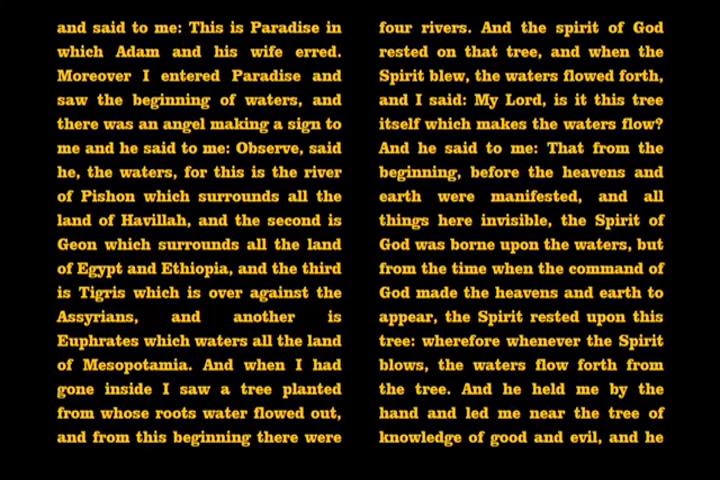 and said to me: This is Paradise in
which Adam and his wife erred.
Moreover I entered Paradise and
saw the beginning of waters, and
there was an angel making a sign to
me and he said to me: Observe, said
he, the waters, for this is the river
of Pishon which surrounds all the
land of Havillah, and the second is
Geon which surrounds all the land
of Egypt and Ethiopia, and the third
is Tigris which is over against the
Assyrians, and another is
Euphrates which waters all the land
of Mesopotamia. And when I had
gone inside I saw a tree planted
from whose roots water flowed out,
and from this beginning there were
four rivers. And the spirit of God
rested on that tree, and when the
Spirit blew, the waters flowed forth,
and I said: My Lord, is it this tree
itself which makes the waters flow?
And he said to me: That from the
beginning, before the heavens and
earth were manifested, and all
things here invisible, the Spirit of
God was borne upon the waters, but
from the time when the command of
God made the heavens and earth to
appear, the Spirit rested upon this
tree: wherefore whenever the Spirit
blows, the waters flow forth from
the tree. And he held me by the
hand and led me near the tree of
knowledge of good and evil, and he